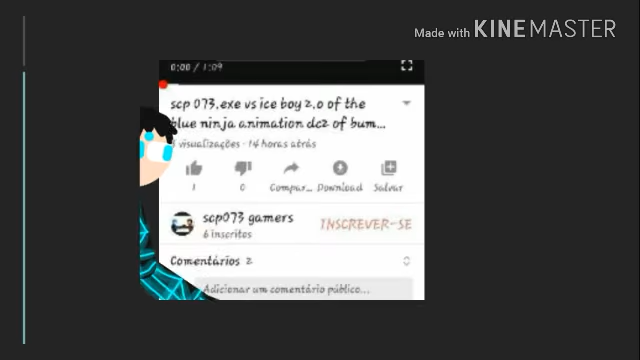 Made with KINEMASTER
0:00 / 1:09
scp 073.exe vs ice boy 2.0 of the
blue ninja animation dc2 of bum...
1 visualizações · 14 horas atrás
1 0 Compar... Download Salvar
scp073 gamers INSCREVER-SE
6 inscritos
Comentários 2
Adicionar um comentário público...